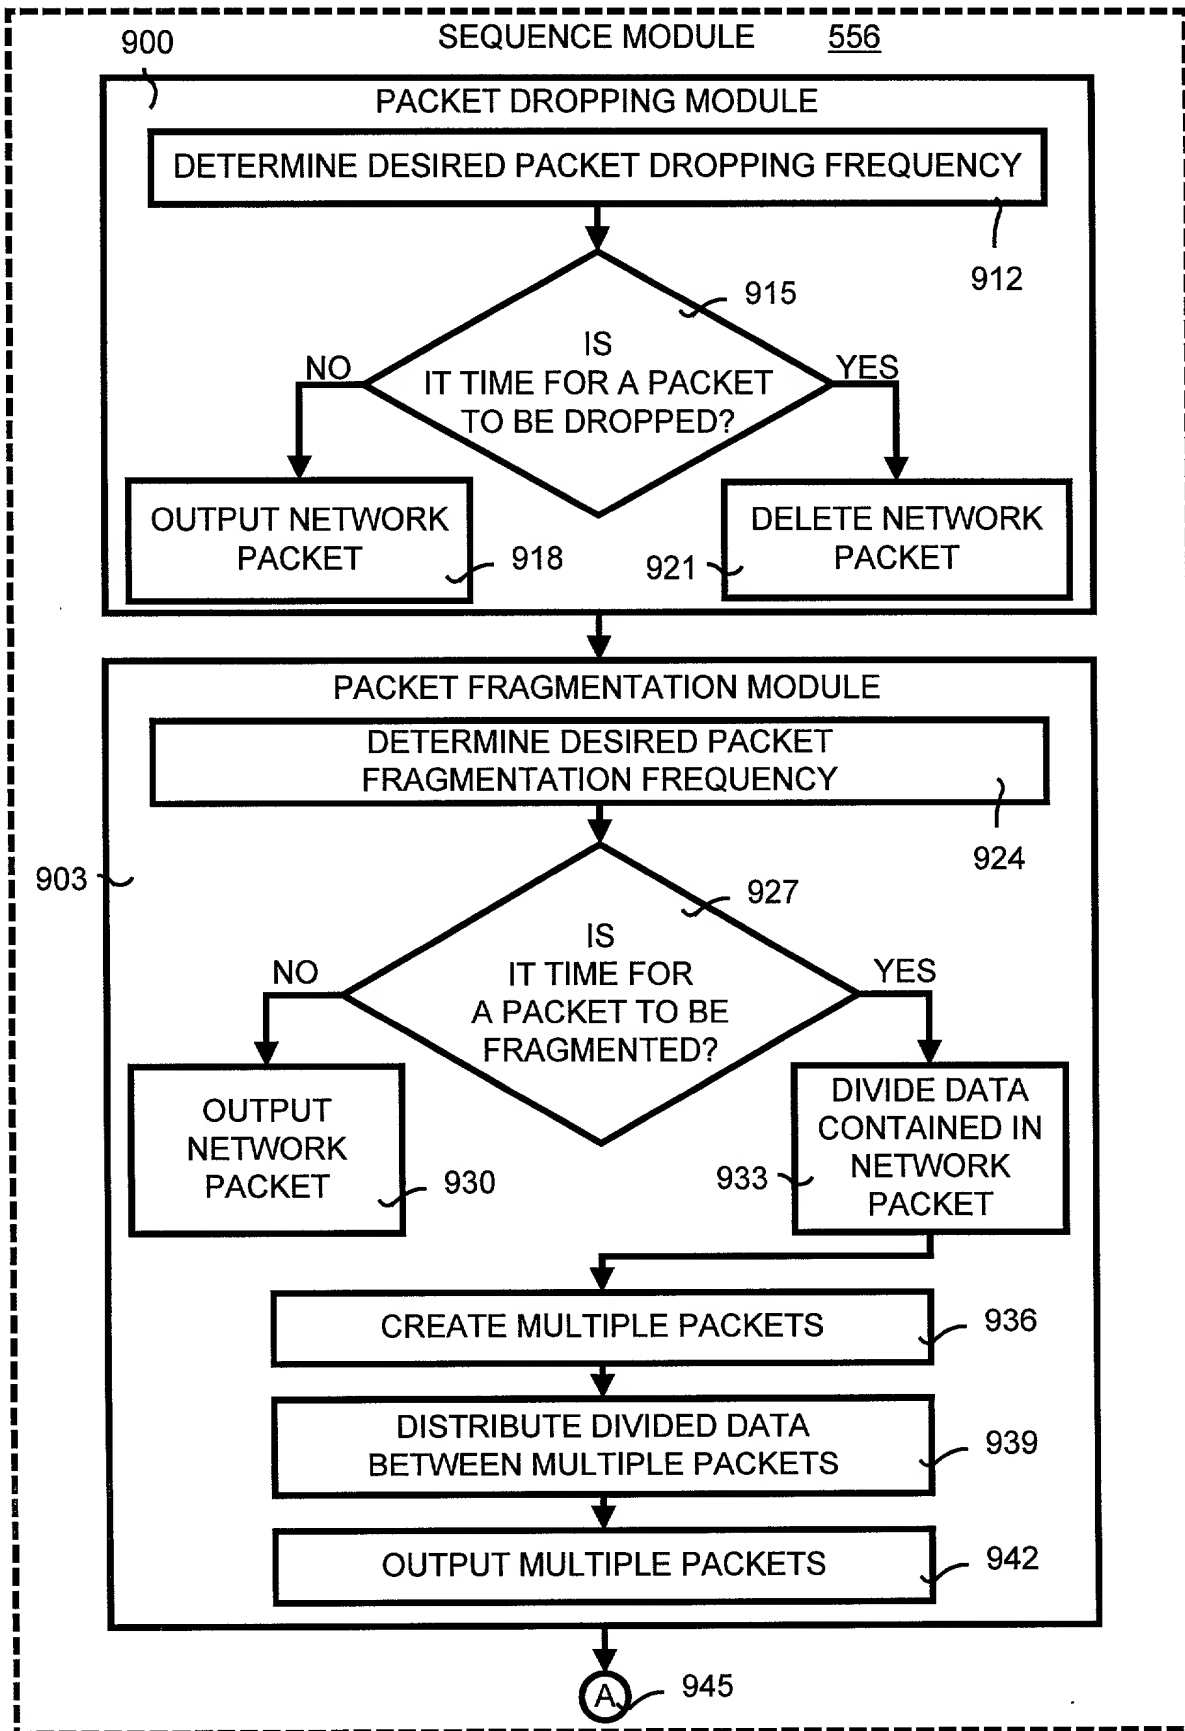 SEQUENCE MODULE 556
900
PACKET DROPPING MODULE
DETERMINE DESIRED PACKET DROPPING FREQUENCY
912
915
IS
IT TIME FOR A PACKET
TO BE DROPPED?
NO
YES
OUTPUT NETWORK
PACKET
918
DELETE NETWORK
PACKET
921
PACKET FRAGMENTATION MODULE
DETERMINE DESIRED PACKET
FRAGMENTATION FREQUENCY
924
903
927
IS
IT TIME FOR
A PACKET TO BE
FRAGMENTED?
NO
YES
OUTPUT
NETWORK
PACKET
930
DIVIDE DATA
CONTAINED IN
NETWORK
PACKET
933
CREATE MULTIPLE PACKETS
936
DISTRIBUTE DIVIDED DATA
BETWEEN MULTIPLE PACKETS
939
OUTPUT MULTIPLE PACKETS
942
A
945